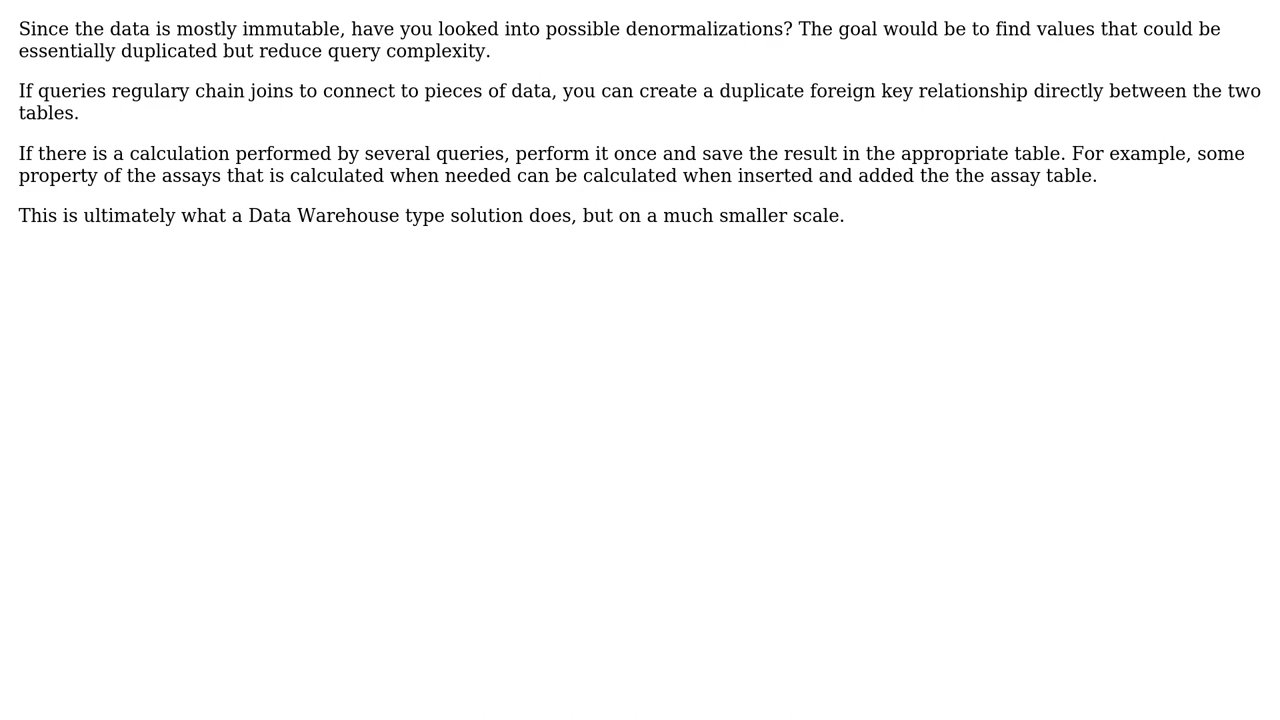 Since the data is mostly immutable, have you looked into possible denormalizations? The goal would be to find values that could be
essentially duplicated but reduce query complexity.
If queries regulary chain joins to connect to pieces of data, you can create a duplicate foreign key relationship directly between the two
tables.
If there is a calculation performed by several queries, perform it once and save the result in the appropriate table. For example, some
property of the assays that is calculated when needed can be calculated when inserted and added the the assay table.
This is ultimately what a Data Warehouse type solution does, but on a much smaller scale.